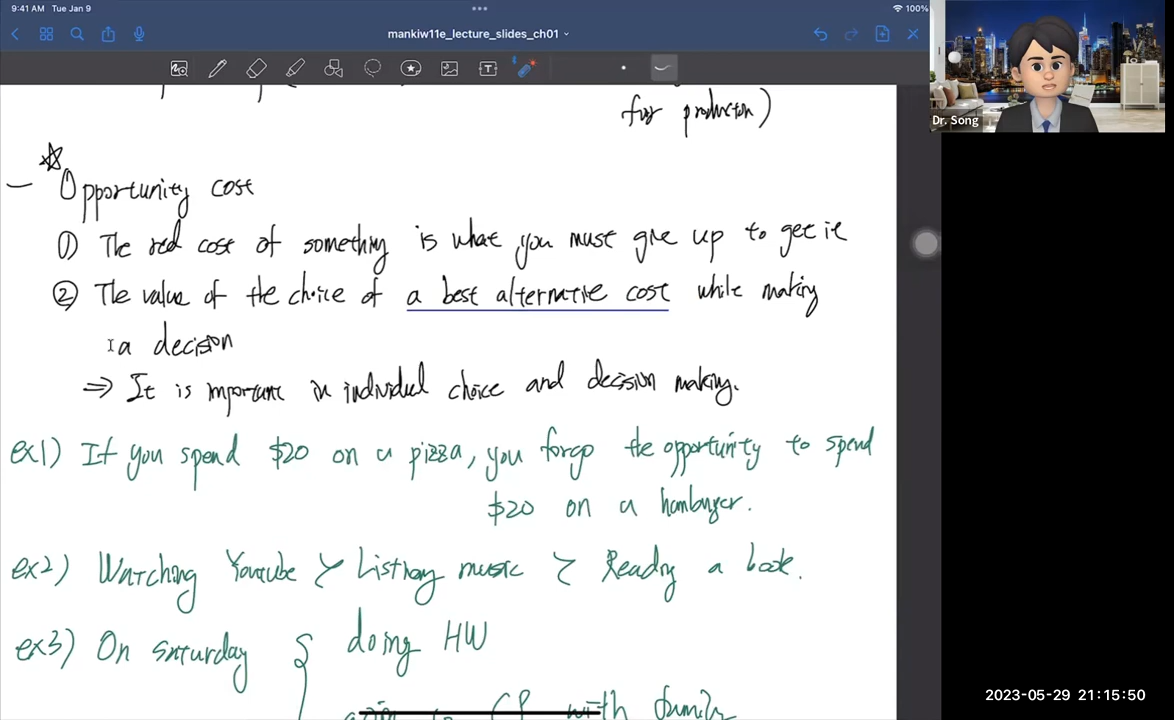 9:41 AM Tue Jan 9
100%
mankiw11e_lecture_slides_ch01
Dr. Song
for production)
- ☆ Opportunity cost
① The real cost of something is what you must give up to get it
② The value of the choice of a best alternative cost while making
a decision
⇒ It is important in individual choice and decision making.
ex1) If you spend $20 on a pizza, you forgo the opportunity to spend
$20 on a hamburger.
ex2) Watching Youtube > Listing music > Reading a book.
ex3) On saturday { doing HW
with family
2023-05-29 21:15:50